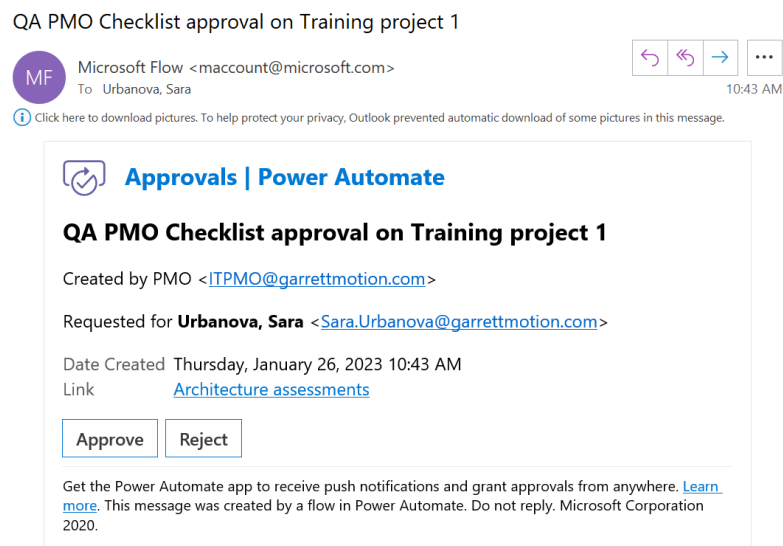 QA PMO Checklist approval on Training project 1
MF
Microsoft Flow <maccount@microsoft.com>
To Urbanova, Sara
10:43 AM
Click here to download pictures. To help protect your privacy, Outlook prevented automatic download of some pictures in this message.
Approvals | Power Automate
QA PMO Checklist approval on Training project 1
Created by PMO <ITPMO@garrettmotion.com>
Requested for Urbanova, Sara <Sara.Urbanova@garrettmotion.com>
Date Created Thursday, January 26, 2023 10:43 AM
Link Architecture assessments
Approve Reject
Get the Power Automate app to receive push notifications and grant approvals from anywhere. Learn
more. This message was created by a flow in Power Automate. Do not reply. Microsoft Corporation
2020.